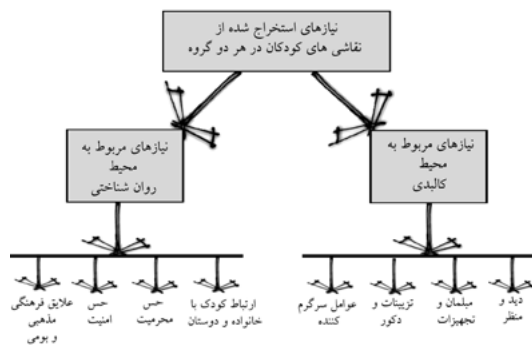 نیازهای استخراج شده از
نقاشی های کودکان در هر دو گروه
نیازهای مربوط به
محیط
کالبدی
نیازهای مربوط به
محیط
روان شناختی
دید و
منظر
مبلمان و
تجهیزات
تزیینات و
دکور
عوامل سرگرم
کننده
ارتباط کودک با
خانواده و دوستان
حس
محرمیت
حس
امنیت
علایق فرهنگی
مذهبی
و بومی